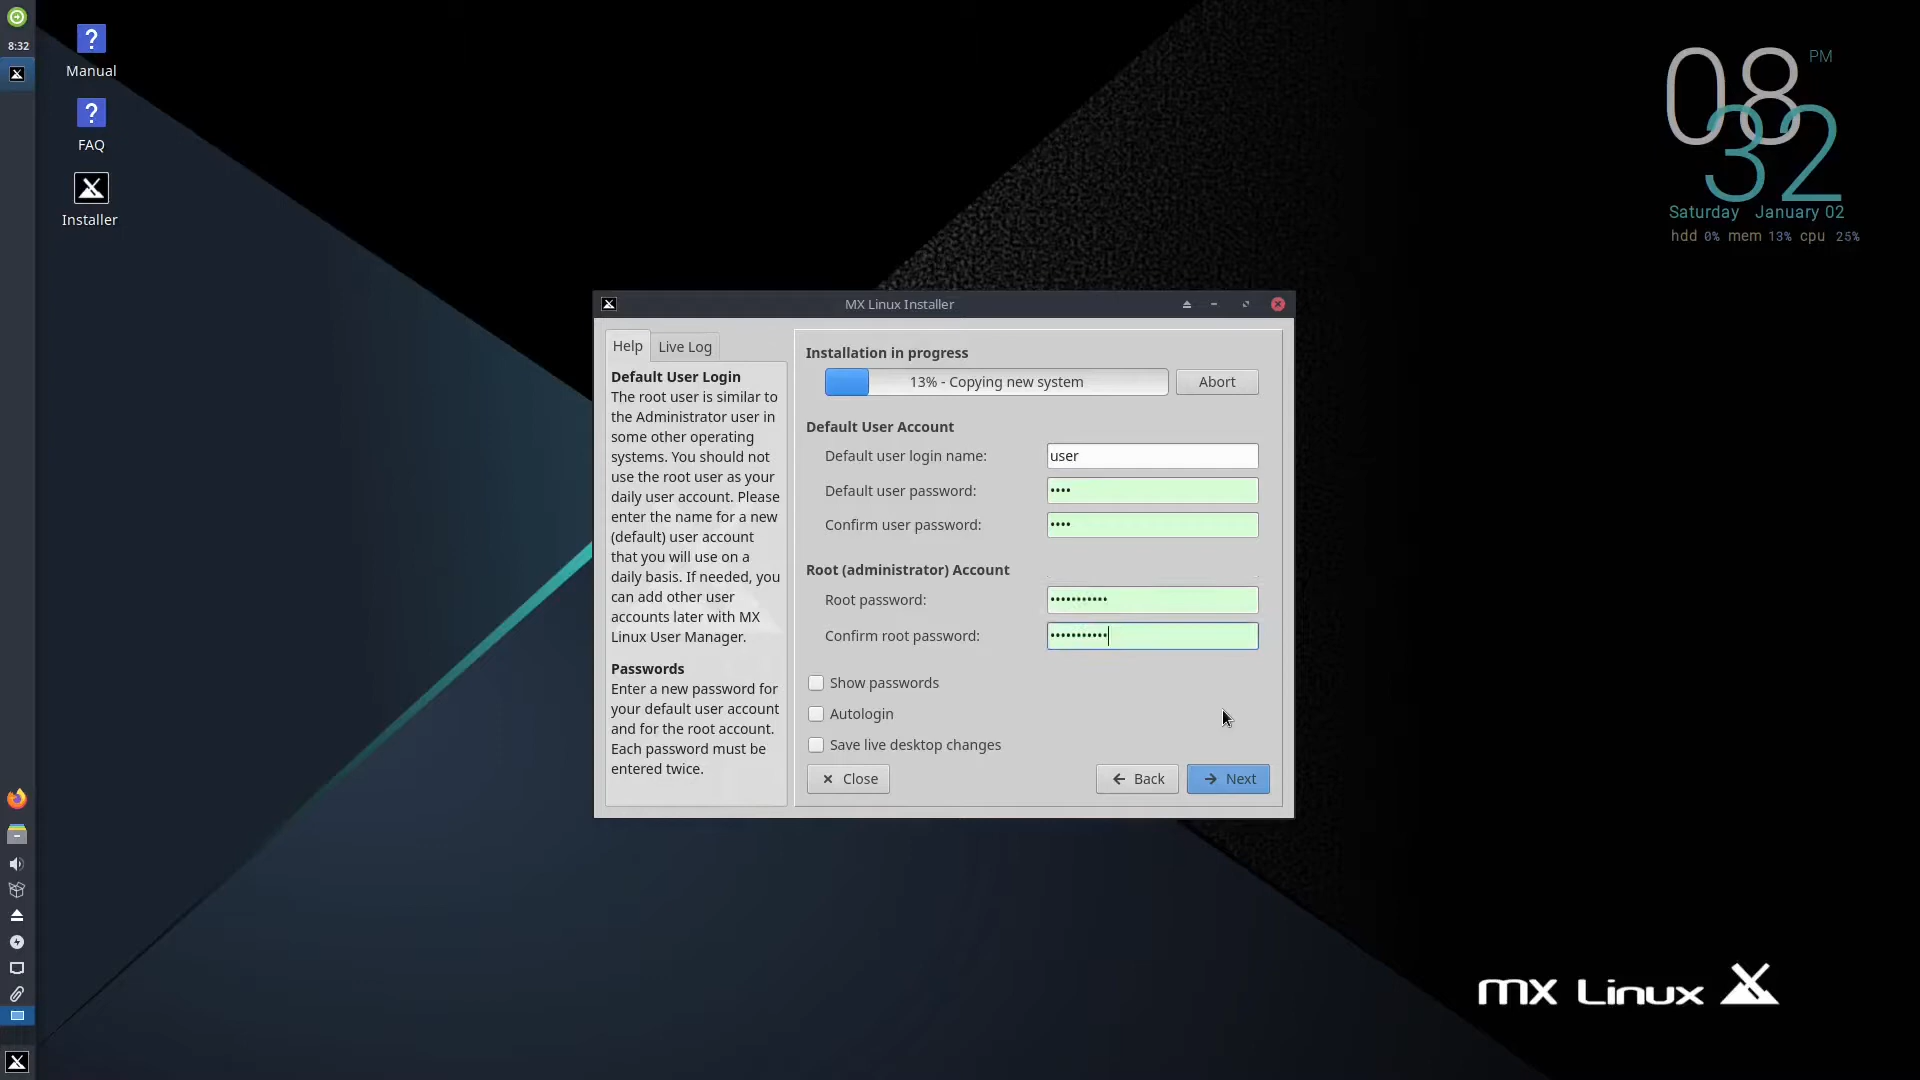 8:32
Manual
FAQ
Installer
08 PM
32
Saturday January 02
hdd 0% mem 13% cpu 25%
MX Linux Installer
Help
Live Log
Default User Login
The root user is similar to
the Administrator user in
some other operating
systems. You should not
use the root user as your
daily user account. Please
enter the name for a new
(default) user account
that you will use on a
daily basis. If needed, you
can add other user
accounts later with MX
Linux User Manager.
Passwords
Enter a new password for
your default user account
and for the root account.
Each password must be
entered twice.
Installation in progress
13% - Copying new system
Abort
Default User Account
Default user login name: user
Default user password: ••••
Confirm user password: ••••
Root (administrator) Account
Root password: •••••••••••
Confirm root password: •••••••••••
Show passwords
Autologin
Save live desktop changes
Close
Back
Next
mx Linux